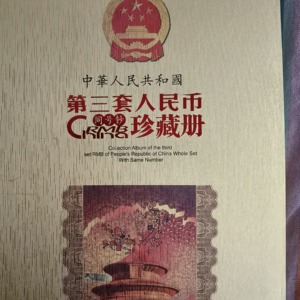 中華人民共和國
第三套人民币
同号钞
CRMB 珍藏册
Collection Album of the third
set RMB of People's Republic of China Whole Set
With Same Number